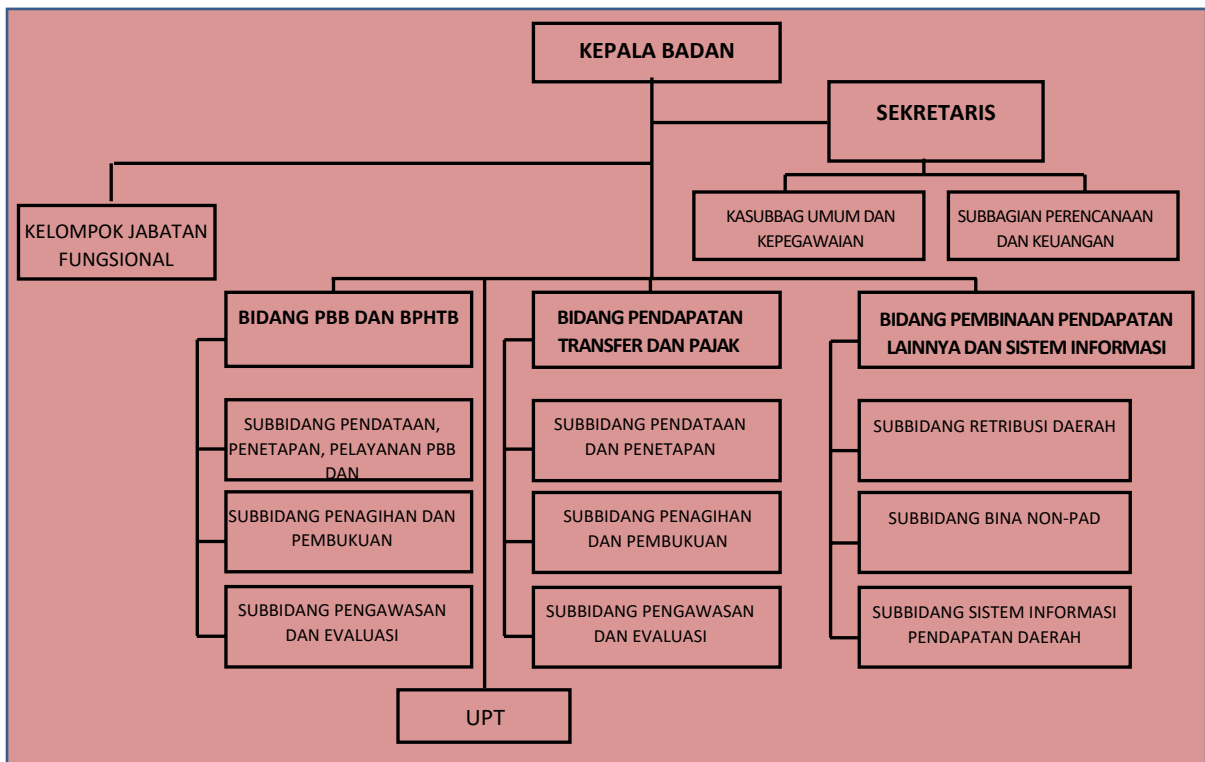 KEPALA BADAN
SEKRETARIS
KELOMPOK JABATAN
FUNGSIONAL
KASUBBAG UMUM DAN
KEPEGAWAIAN
SUBBAGIAN PERENCANAAN
DAN KEUANGAN
BIDANG PBB DAN BPHTB
BIDANG PENDAPATAN
TRANSFER DAN PAJAK
BIDANG PEMBINAAN PENDAPATAN
LAINNYA DAN SISTEM INFORMASI
SUBBIDANG PENDATAAN,
PENETAPAN, PELAYANAN PBB
DAN
SUBBIDANG PENDATAAN
DAN PENETAPAN
SUBBIDANG RETRIBUSI DAERAH
SUBBIDANG PENAGIHAN DAN
PEMBUKUAN
SUBBIDANG PENAGIHAN
DAN PEMBUKUAN
SUBBIDANG BINA NON-PAD
SUBBIDANG PENGAWASAN
DAN EVALUASI
SUBBIDANG PENGAWASAN
DAN EVALUASI
SUBBIDANG SISTEM INFORMASI
PENDAPATAN DAERAH
UPT